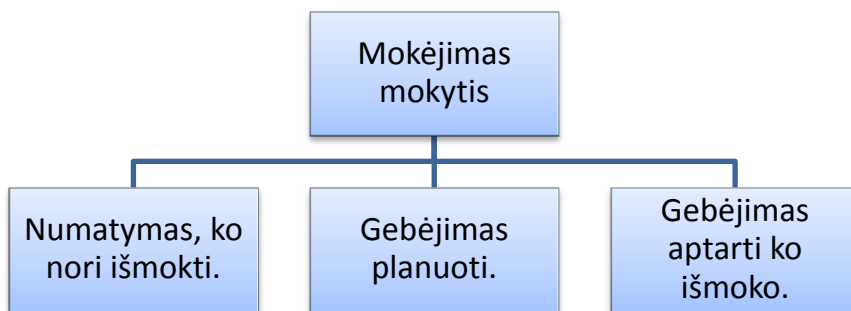 Mokėjimas
mokytis
Numatymas, ko
nori išmokti.
Gebėjimas
planuoti.
Gebėjimas
aptarti ko
išmoko.